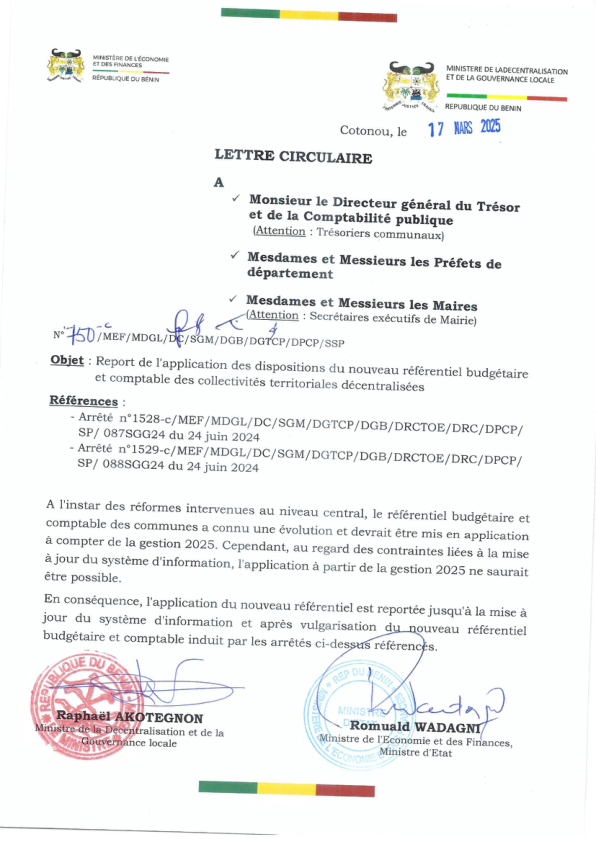 MINISTÈRE DE L'ÉCONOMIE
ET DES FINANCES
RÉPUBLIQUE DU BÉNIN
MINISTERE DE LADECENTRALISATION
ET DE LA GOUVERNANCE LOCALE
REPUBLIQUE DU BENIN
Cotonou, le 17 MARS 2025
LETTRE CIRCULAIRE
A
✓ Monsieur le Directeur général du Trésor
et de la Comptabilité publique
(Attention : Trésoriers communaux)
✓ Mesdames et Messieurs les Préfets de
département
✓ Mesdames et Messieurs les Maires
(Attention : Secrétaires exécutifs de Mairie)
N° 750-c/MEF/MDGL/DC/SGM/DGB/DGTCP/DPCP/SSP
Objet : Report de l'application des dispositions du nouveau référentiel budgétaire
et comptable des collectivités territoriales décentralisées
Références :
- Arrêté n°1528-c/MEF/MDGL/DC/SGM/DGTCP/DGB/DRCTOE/DRC/DPCP/
SP/ 087SGG24 du 24 juin 2024
- Arrêté n°1529-c/MEF/MDGL/DC/SGM/DGTCP/DGB/DRCTOE/DRC/DPCP/
SP/ 088SGG24 du 24 juin 2024
A l'instar des réformes intervenues au niveau central, le référentiel budgétaire et
comptable des communes a connu une évolution et devrait être mis en application
à compter de la gestion 2025. Cependant, au regard des contraintes liées à la mise
à jour du système d'information, l'application à partir de la gestion 2025 ne saurait
être possible.
En conséquence, l'application du nouveau référentiel est reportée jusqu'à la mise à
jour du système d'information et après vulgarisation du nouveau référentiel
budgétaire et comptable induit par les arrêtés ci-dessus référencés.
REPUBLIQUE DU BENIN
Raphaël AKOTEGNON
Ministre de la Décentralisation et de la
Gouvernance locale
REP DU BENIN
Romuald WADAGNI
Ministre de l'Economie et des Finances,
Ministre d'Etat